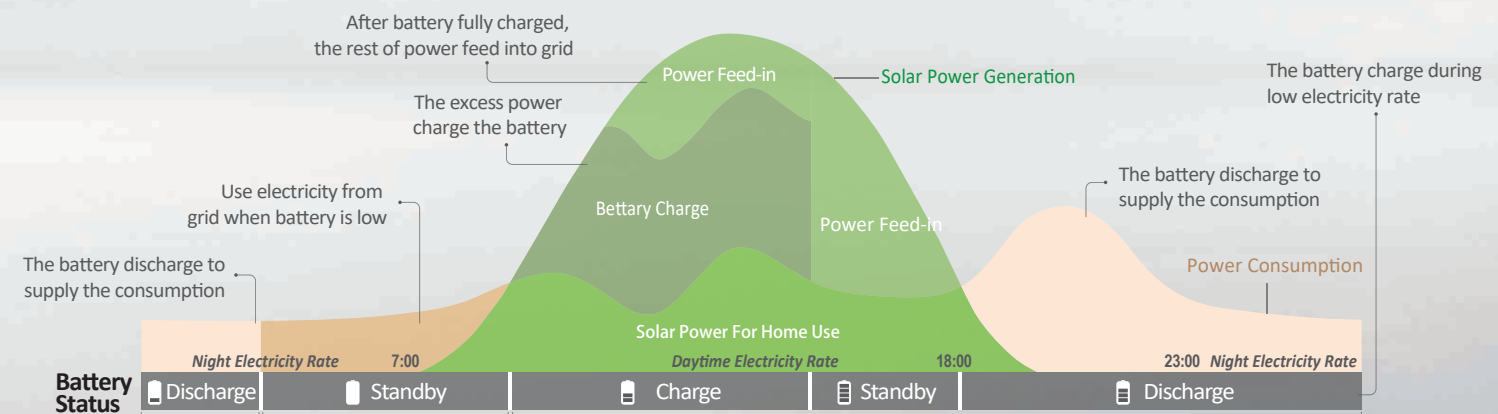 After battery fully charged,
the rest of power feed into grid
Power Feed-in
Solar Power Generation
The battery charge during
low electricity rate
The excess power
charge the battery
The battery discharge to
supply the consumption
Use electricity from
grid when battery is low
Bettary Charge
Power Feed-in
The battery discharge to
supply the consumption
Power Consumption
Solar Power For Home Use
Night Electricity Rate
7:00
Daytime Electricity Rate
18:00
23:00
Night Electricity Rate
Battery
Status
Discharge
Standby
Charge
Standby
Discharge